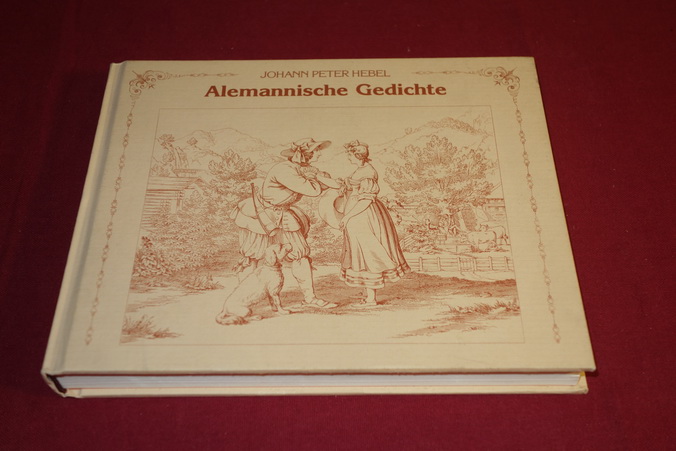 JOHANN PETER HEBEL
Alemannische Gedichte